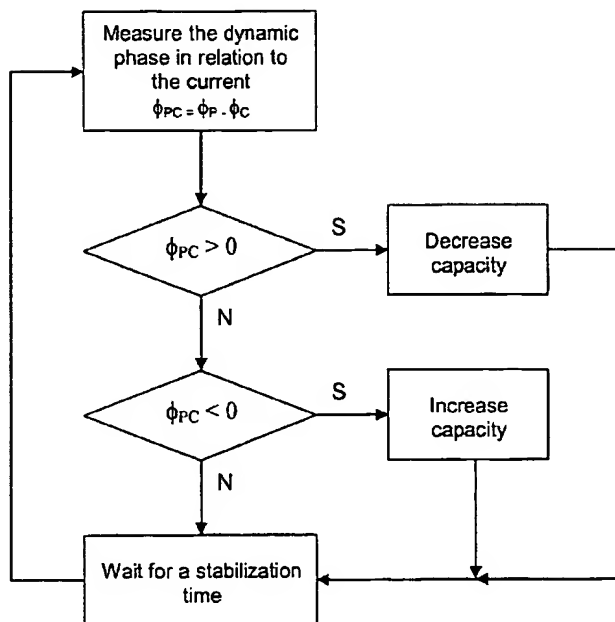 Measure the dynamic
phase in relation to
the current
ϕPC = ϕP - ϕC
ϕPC > 0
S
Decrease
capacity
N
ϕPC < 0
S
Increase
capacity
N
Wait for a stabilization
time